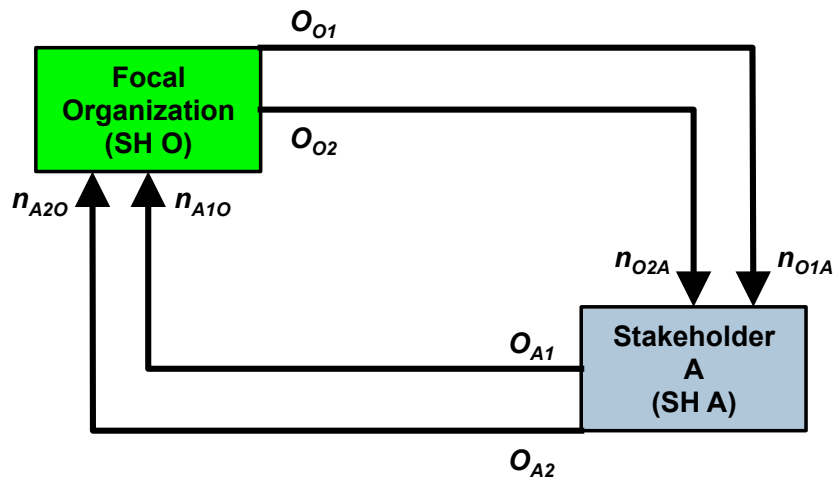 O_O1
Focal
Organization
(SH O)
O_O2
n_A2O
n_A1O
n_O2A
n_O1A
Stakeholder
A
(SH A)
O_A1
O_A2